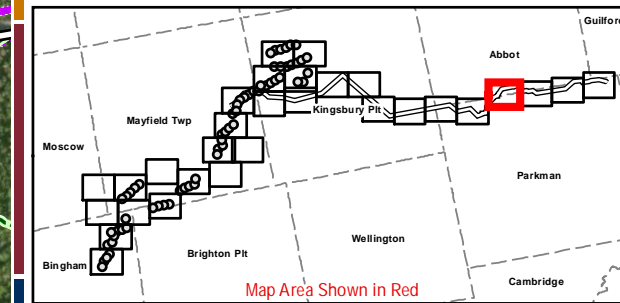 Guilford
Abbot
Kingsbury Plt
Mayfield Twp
Moscow
Parkman
Wellington
Brighton Plt
Bingham
Cambridge
Map Area Shown in Red